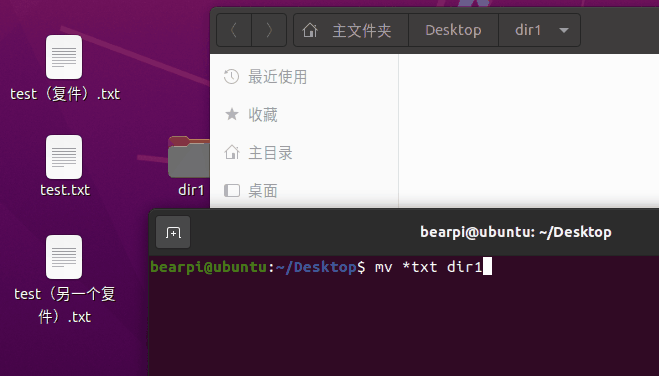 主文件夹 Desktop dir1
test（复件）.txt
最近使用
收藏
test.txt
dir1
主目录
桌面
test（另一个复
件）.txt
bearpi@ubuntu: ~/Desktop
bearpi@ubuntu:~/Desktop$ mv *txt dir1